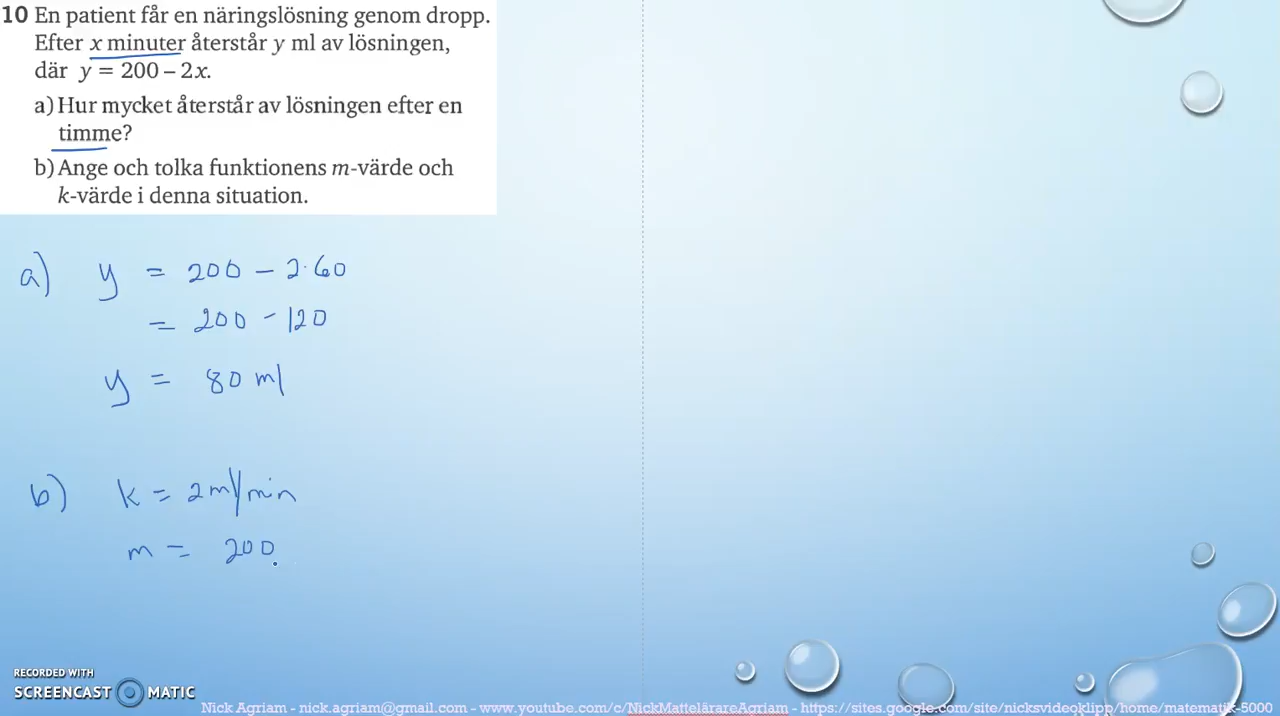 10 En patient får en näringslösning genom dropp.
Efter x minuter återstår y ml av lösningen,
där y = 200 – 2x.
a) Hur mycket återstår av lösningen efter en
timme?
b) Ange och tolka funktionens m-värde och
k-värde i denna situation.
a) y = 200 - 2·60
= 200 - 120
y = 80 ml
b) k = 2 ml/min
m = 200
RECORDED WITH
SCREENCAST MATIC
Nick Agriam - nick.agriam@gmail.com - www.youtube.com/c/NickMattelärareAgriam - https://sites.google.com/site/nicksvideoklipp/home/matematik-5000